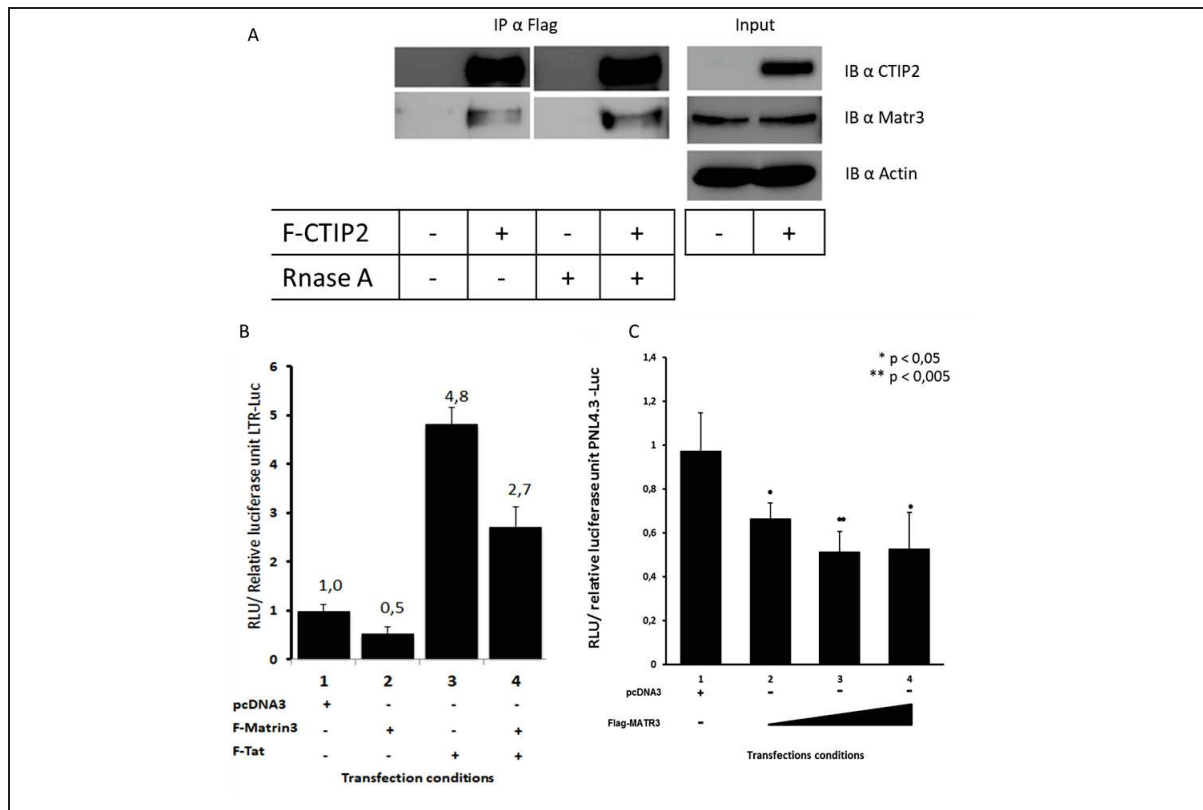 A
IP α Flag
Input
IB α CTIP2
IB α Matr3
IB α Actin
F-CTIP2 - + - + - +
Rnase A - - + +
B
RLU/ Relative luciferase unit LTR-Luc
6
5
4
3
2
1
0
1,0
0,5
4,8
2,7
1 2 3 4
pcDNA3 + - - -
F-Matrin3 - + - +
F-Tat - - + +
Transfection conditions
C
* p < 0,05
** p < 0,005
RLU/ relative luciferase unit PNL4.3 -Luc
1,4
1,2
1
0,8
0,6
0,4
0,2
0
*
**
*
1 2 3 4
pcDNA3 + - - -
Flag-MATR3 -
Transfections conditions